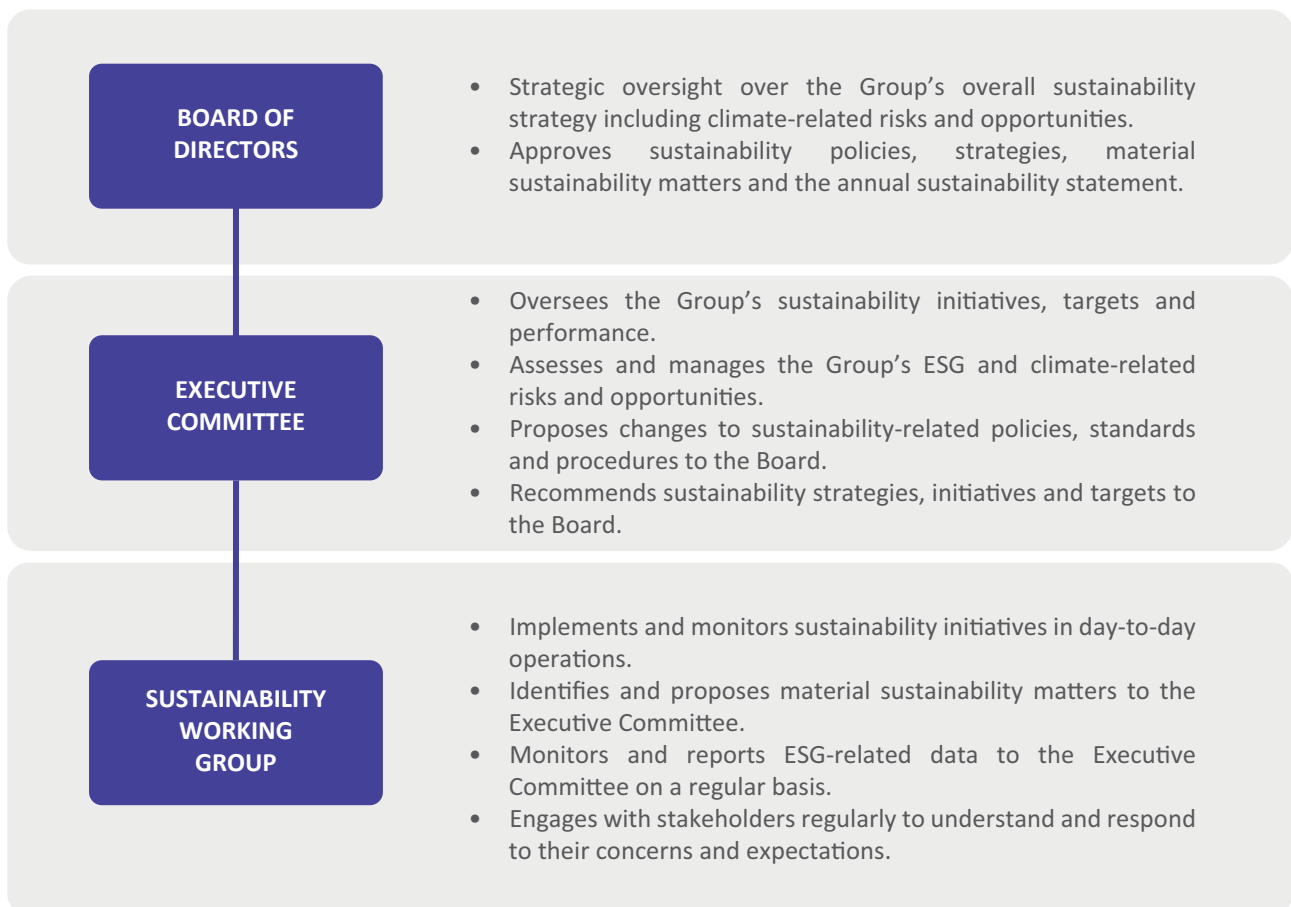 BOARD OF
DIRECTORS
• Strategic oversight over the Group’s overall sustainability
strategy including climate-related risks and opportunities.
• Approves sustainability policies, strategies, material
sustainability matters and the annual sustainability statement.
EXECUTIVE
COMMITTEE
• Oversees the Group’s sustainability initiatives, targets and
performance.
• Assesses and manages the Group’s ESG and climate-related
risks and opportunities.
• Proposes changes to sustainability-related policies, standards
and procedures to the Board.
• Recommends sustainability strategies, initiatives and targets to
the Board.
SUSTAINABILITY
WORKING
GROUP
• Implements and monitors sustainability initiatives in day-to-day
operations.
• Identifies and proposes material sustainability matters to the
Executive Committee.
• Monitors and reports ESG-related data to the Executive
Committee on a regular basis.
• Engages with stakeholders regularly to understand and respond
to their concerns and expectations.